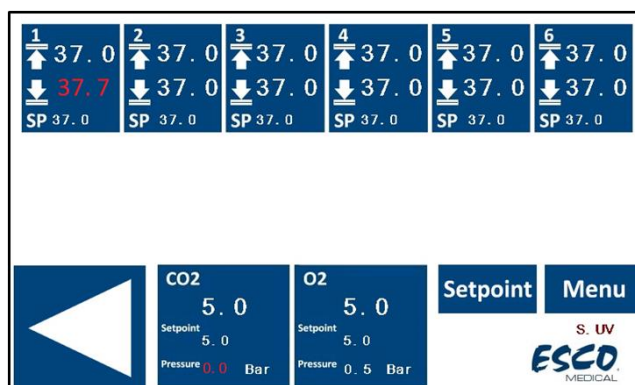 1 2 3 4 5 6
37.0 37.0 37.0 37.0 37.0 37.0
37.7 37.0 37.0 37.0 37.0 37.0
SP 37.0 SP 37.0 SP 37.0 SP 37.0 SP 37.0 SP 37.0
CO2 O2 Setpoint Menu
5.0 5.0
Setpoint Setpoint S. UV
5.0 5.0
Pressure 0.0 Bar Pressure 0.5 Bar ESCO
MEDICAL